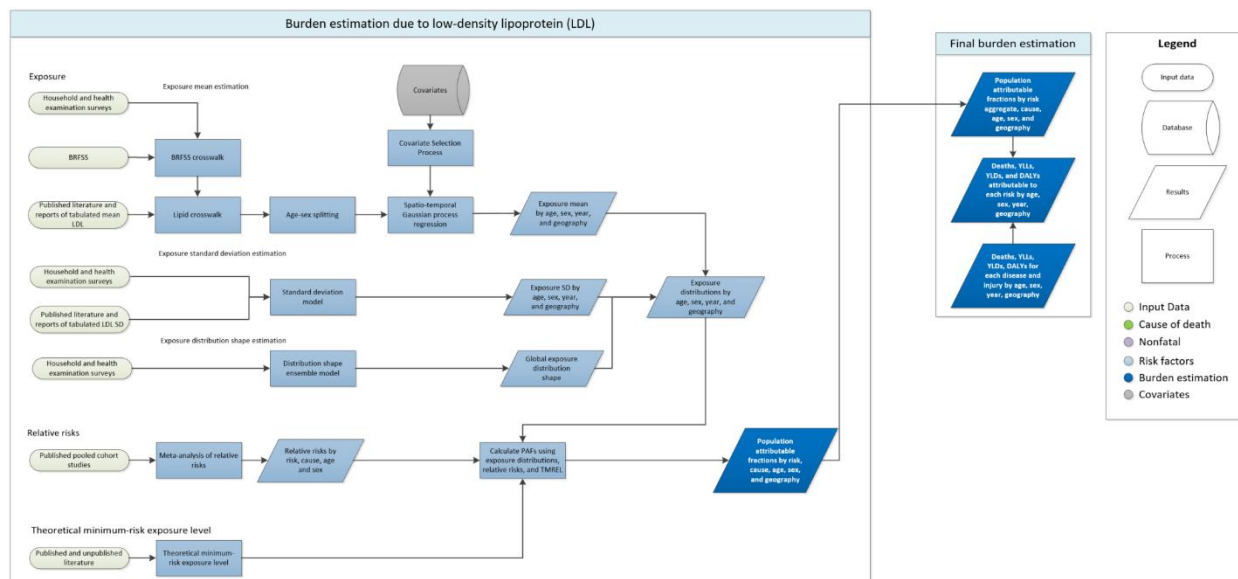 Burden estimation due to low-density lipoprotein (LDL)
Exposure
Exposure mean estimation
Household and health
examination surveys
Covariates
BRFSS
BRFSS crosswalk
Covariate Selection
Process
Published literature and
reports of tabulated mean
LDL
Lipid crosswalk
Age-sex splitting
Spatio-temporal
Gaussian process
regression
Exposure mean
by age, sex, year,
and geography
Exposure standard deviation estimation
Household and health
examination surveys
Published literature and
reports of tabulated LDL SD
Standard deviation
model
Exposure SD by
age, sex, year,
and geography
Exposure
distributions by
age, sex, year, and
geography
Exposure distribution shape estimation
Household and health
examination surveys
Distribution shape
ensemble model
Global exposure
distribution
shape
Relative risks
Published pooled cohort
studies
Meta-analysis of relative
risks
Relative risks by
risk, cause, age
and sex
Calculate PAFs using
exposure distributions,
relative risks, and TMREL
Population
attributable
fractions by risk,
cause, age, sex,
and geography
Theoretical minimum-risk exposure level
Published and unpublished
literature
Theoretical minimum-
risk exposure level
Final burden estimation
Population
attributable
fractions by risk
aggregate, cause,
age, sex, and
geography
Deaths, YLLs,
YLDs, and DALYs
attributable to
each risk by age,
sex, year,
geography
Deaths, YLLs,
YLDs, DALYs for
each disease and
injury by age, sex,
year, geography
Legend
Input data
Database
Results
Process
Input Data
Cause of death
Nonfatal
Risk factors
Burden estimation
Covariates